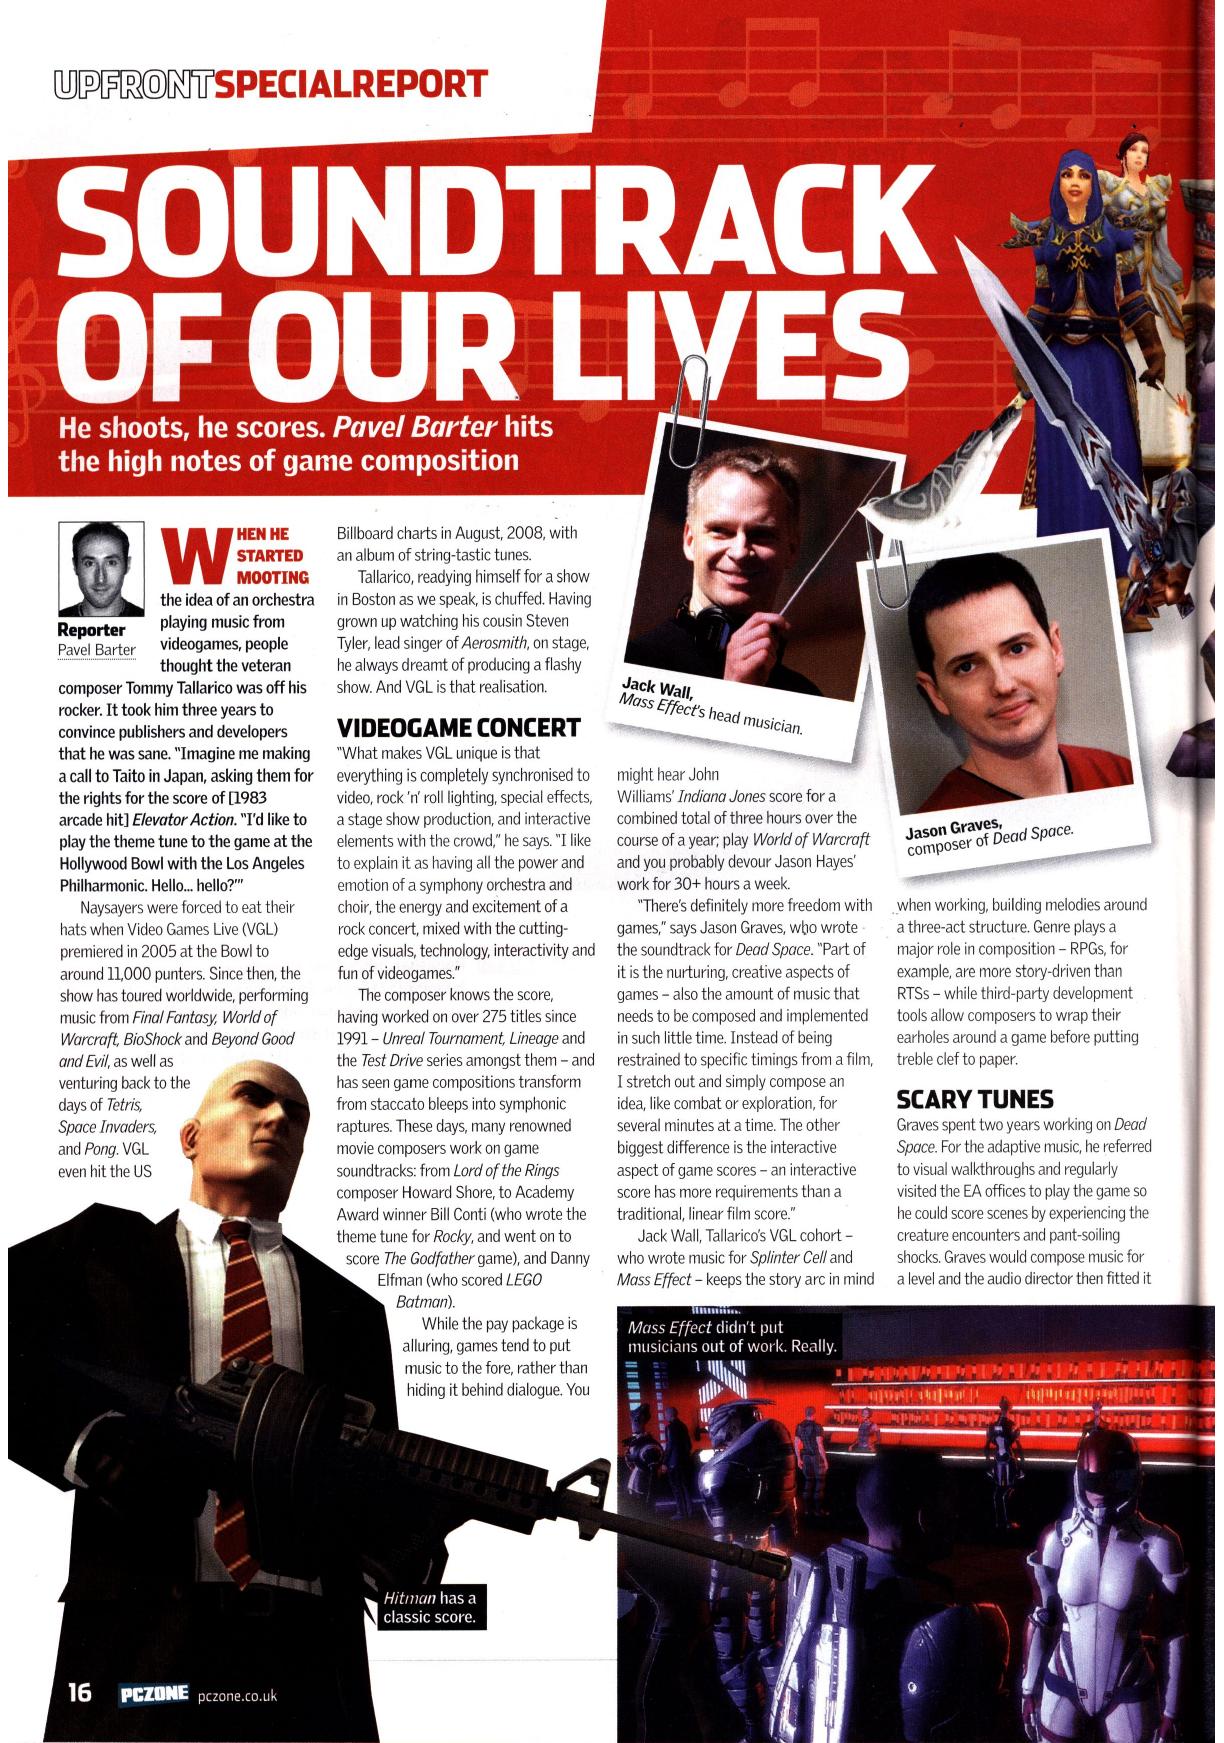 UPFRONTSPECIALREPORT
SOUNDTRACK
OF OUR LIVES
He shoots, he scores. Pavel Barter hits
the high notes of game composition
Reporter
Pavel Barter
WHEN HE
STARTED
MOOTING
the idea of an orchestra
playing music from
videogames, people
thought the veteran
composer Tommy Tallarico was off his
rocker. It took him three years to
convince publishers and developers
that he was sane. "Imagine me making
a call to Taito in Japan, asking them for
the rights for the score of [1983
arcade hit] Elevator Action. "I'd like to
play the theme tune to the game at the
Hollywood Bowl with the Los Angeles
Philharmonic. Hello... hello?'"
Naysayers were forced to eat their
hats when Video Games Live (VGL)
premiered in 2005 at the Bowl to
around 11,000 punters. Since then, the
show has toured worldwide, performing
music from Final Fantasy, World of
Warcraft, BioShock and Beyond Good
and Evil, as well as
venturing back to the
days of Tetris,
Space Invaders,
and Pong. VGL
even hit the US
Billboard charts in August, 2008, with
an album of string-tastic tunes.
Tallarico, readying himself for a show
in Boston as we speak, is chuffed. Having
grown up watching his cousin Steven
Tyler, lead singer of Aerosmith, on stage,
he always dreamt of producing a flashy
show. And VGL is that realisation.
VIDEOGAME CONCERT
"What makes VGL unique is that
everything is completely synchronised to
video, rock 'n' roll lighting, special effects,
a stage show production, and interactive
elements with the crowd," he says. "I like
to explain it as having all the power and
emotion of a symphony orchestra and
choir, the energy and excitement of a
rock concert, mixed with the cutting-
edge visuals, technology, interactivity and
fun of videogames."
The composer knows the score,
having worked on over 275 titles since
1991 – Unreal Tournament, Lineage and
the Test Drive series amongst them – and
has seen game compositions transform
from staccato bleeps into symphonic
raptures. These days, many renowned
movie composers work on game
soundtracks: from Lord of the Rings
composer Howard Shore, to Academy
Award winner Bill Conti (who wrote the
theme tune for Rocky, and went on to
score The Godfather game), and Danny
Elfman (who scored LEGO
Batman).
While the pay package is
alluring, games tend to put
music to the fore, rather than
hiding it behind dialogue. You
Jack Wall,
Mass Effect's head musician.
Jason Graves,
composer of Dead Space.
might hear John
Williams' Indiana Jones score for a
combined total of three hours over the
course of a year; play World of Warcraft
and you probably devour Jason Hayes'
work for 30+ hours a week.
"There's definitely more freedom with
games," says Jason Graves, who wrote
the soundtrack for Dead Space. "Part of
it is the nurturing, creative aspects of
games – also the amount of music that
needs to be composed and implemented
in such little time. Instead of being
restrained to specific timings from a film,
I stretch out and simply compose an
idea, like combat or exploration, for
several minutes at a time. The other
biggest difference is the interactive
aspect of game scores – an interactive
score has more requirements than a
traditional, linear film score."
Jack Wall, Tallarico's VGL cohort –
who wrote music for Splinter Cell and
Mass Effect – keeps the story arc in mind
when working, building melodies around
a three-act structure. Genre plays a
major role in composition – RPGs, for
example, are more story-driven than
RTSs – while third-party development
tools allow composers to wrap their
earholes around a game before putting
treble clef to paper.
SCARY TUNES
Graves spent two years working on Dead
Space. For the adaptive music, he referred
to visual walkthroughs and regularly
visited the EA offices to play the game so
he could score scenes by experiencing the
creature encounters and pant-soiling
shocks. Graves would compose music for
a level and the audio director then fitted it
Mass Effect didn't put
musicians out of work. Really.
Hitman has a
classic score.
16 PCZONE pczone.co.uk